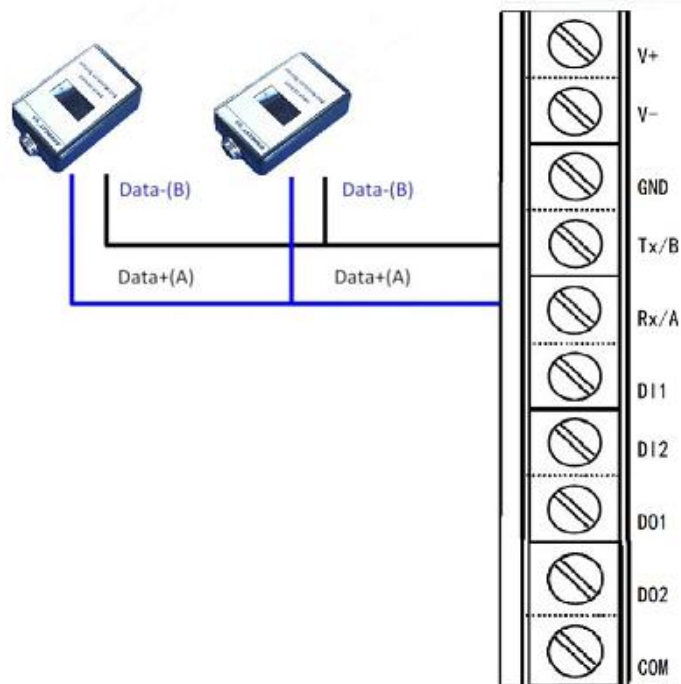 V+
V-
GND
Data-(B) Data-(B)
Tx/B
Data+(A) Data+(A)
Rx/A
DI1
DI2
DO1
DO2
COM